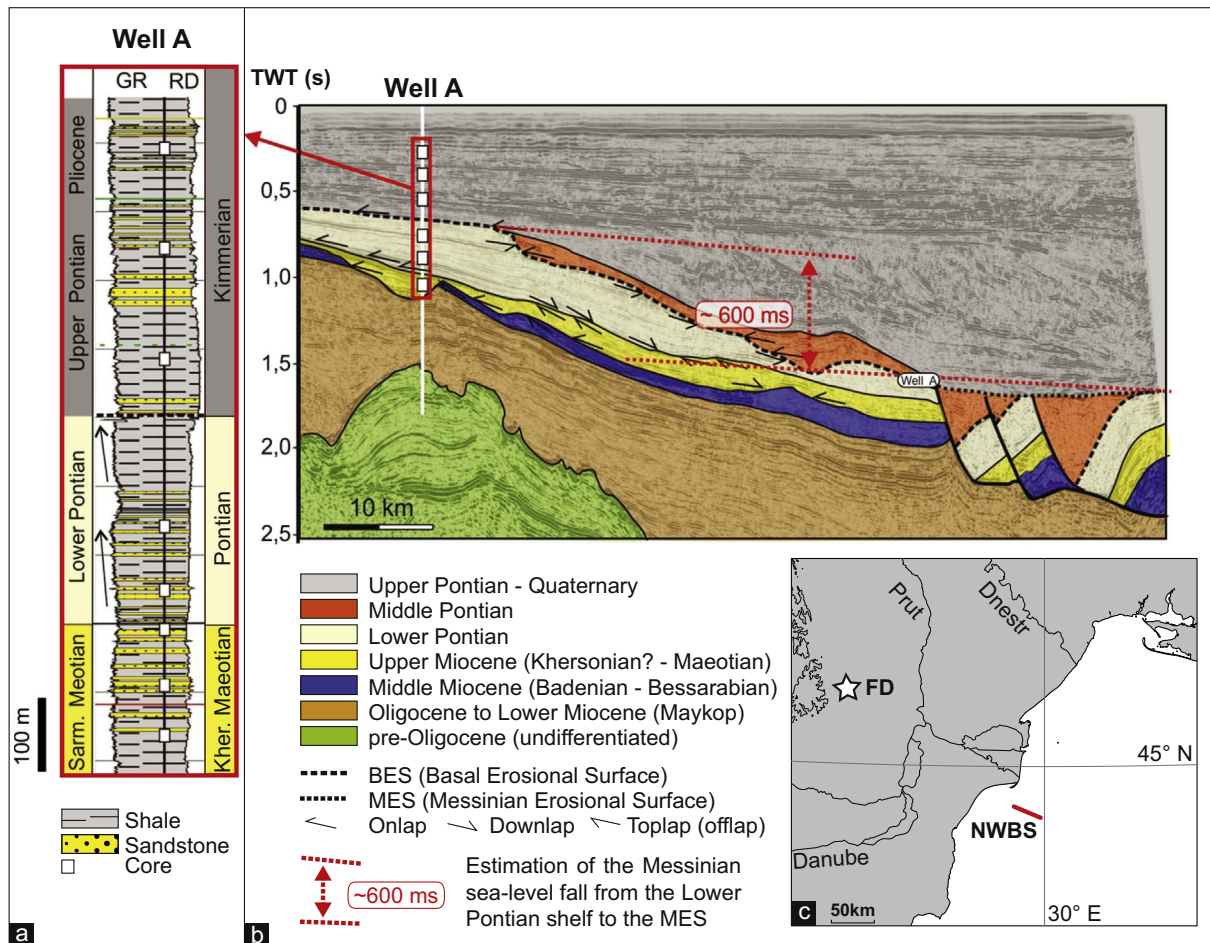 Well A
GR RD
Pliocene
Upper Pontian
Kimmerian
Lower Pontian
Pontian
Sarm. Meotian
Kher. Maeotian
100 m
Shale
Sandstone
Core
a
TWT (s)
Well A
0
0,5
1,0
1,5
2,0
2,5
~ 600 ms
Well A
10 km
Upper Pontian - Quaternary
Middle Pontian
Lower Pontian
Upper Miocene (Khersonian? - Maeotian)
Middle Miocene (Badenian - Bessarabian)
Oligocene to Lower Miocene (Maykop)
pre-Oligocene (undifferentiated)
BES (Basal Erosional Surface)
MES (Messinian Erosional Surface)
Onlap Downlap Toplap (offlap)
~600 ms
Estimation of the Messinian
sea-level fall from the Lower
Pontian shelf to the MES
b
Prut
Dnestr
FD
45° N
NWBS
Danube
50km
30° E
c